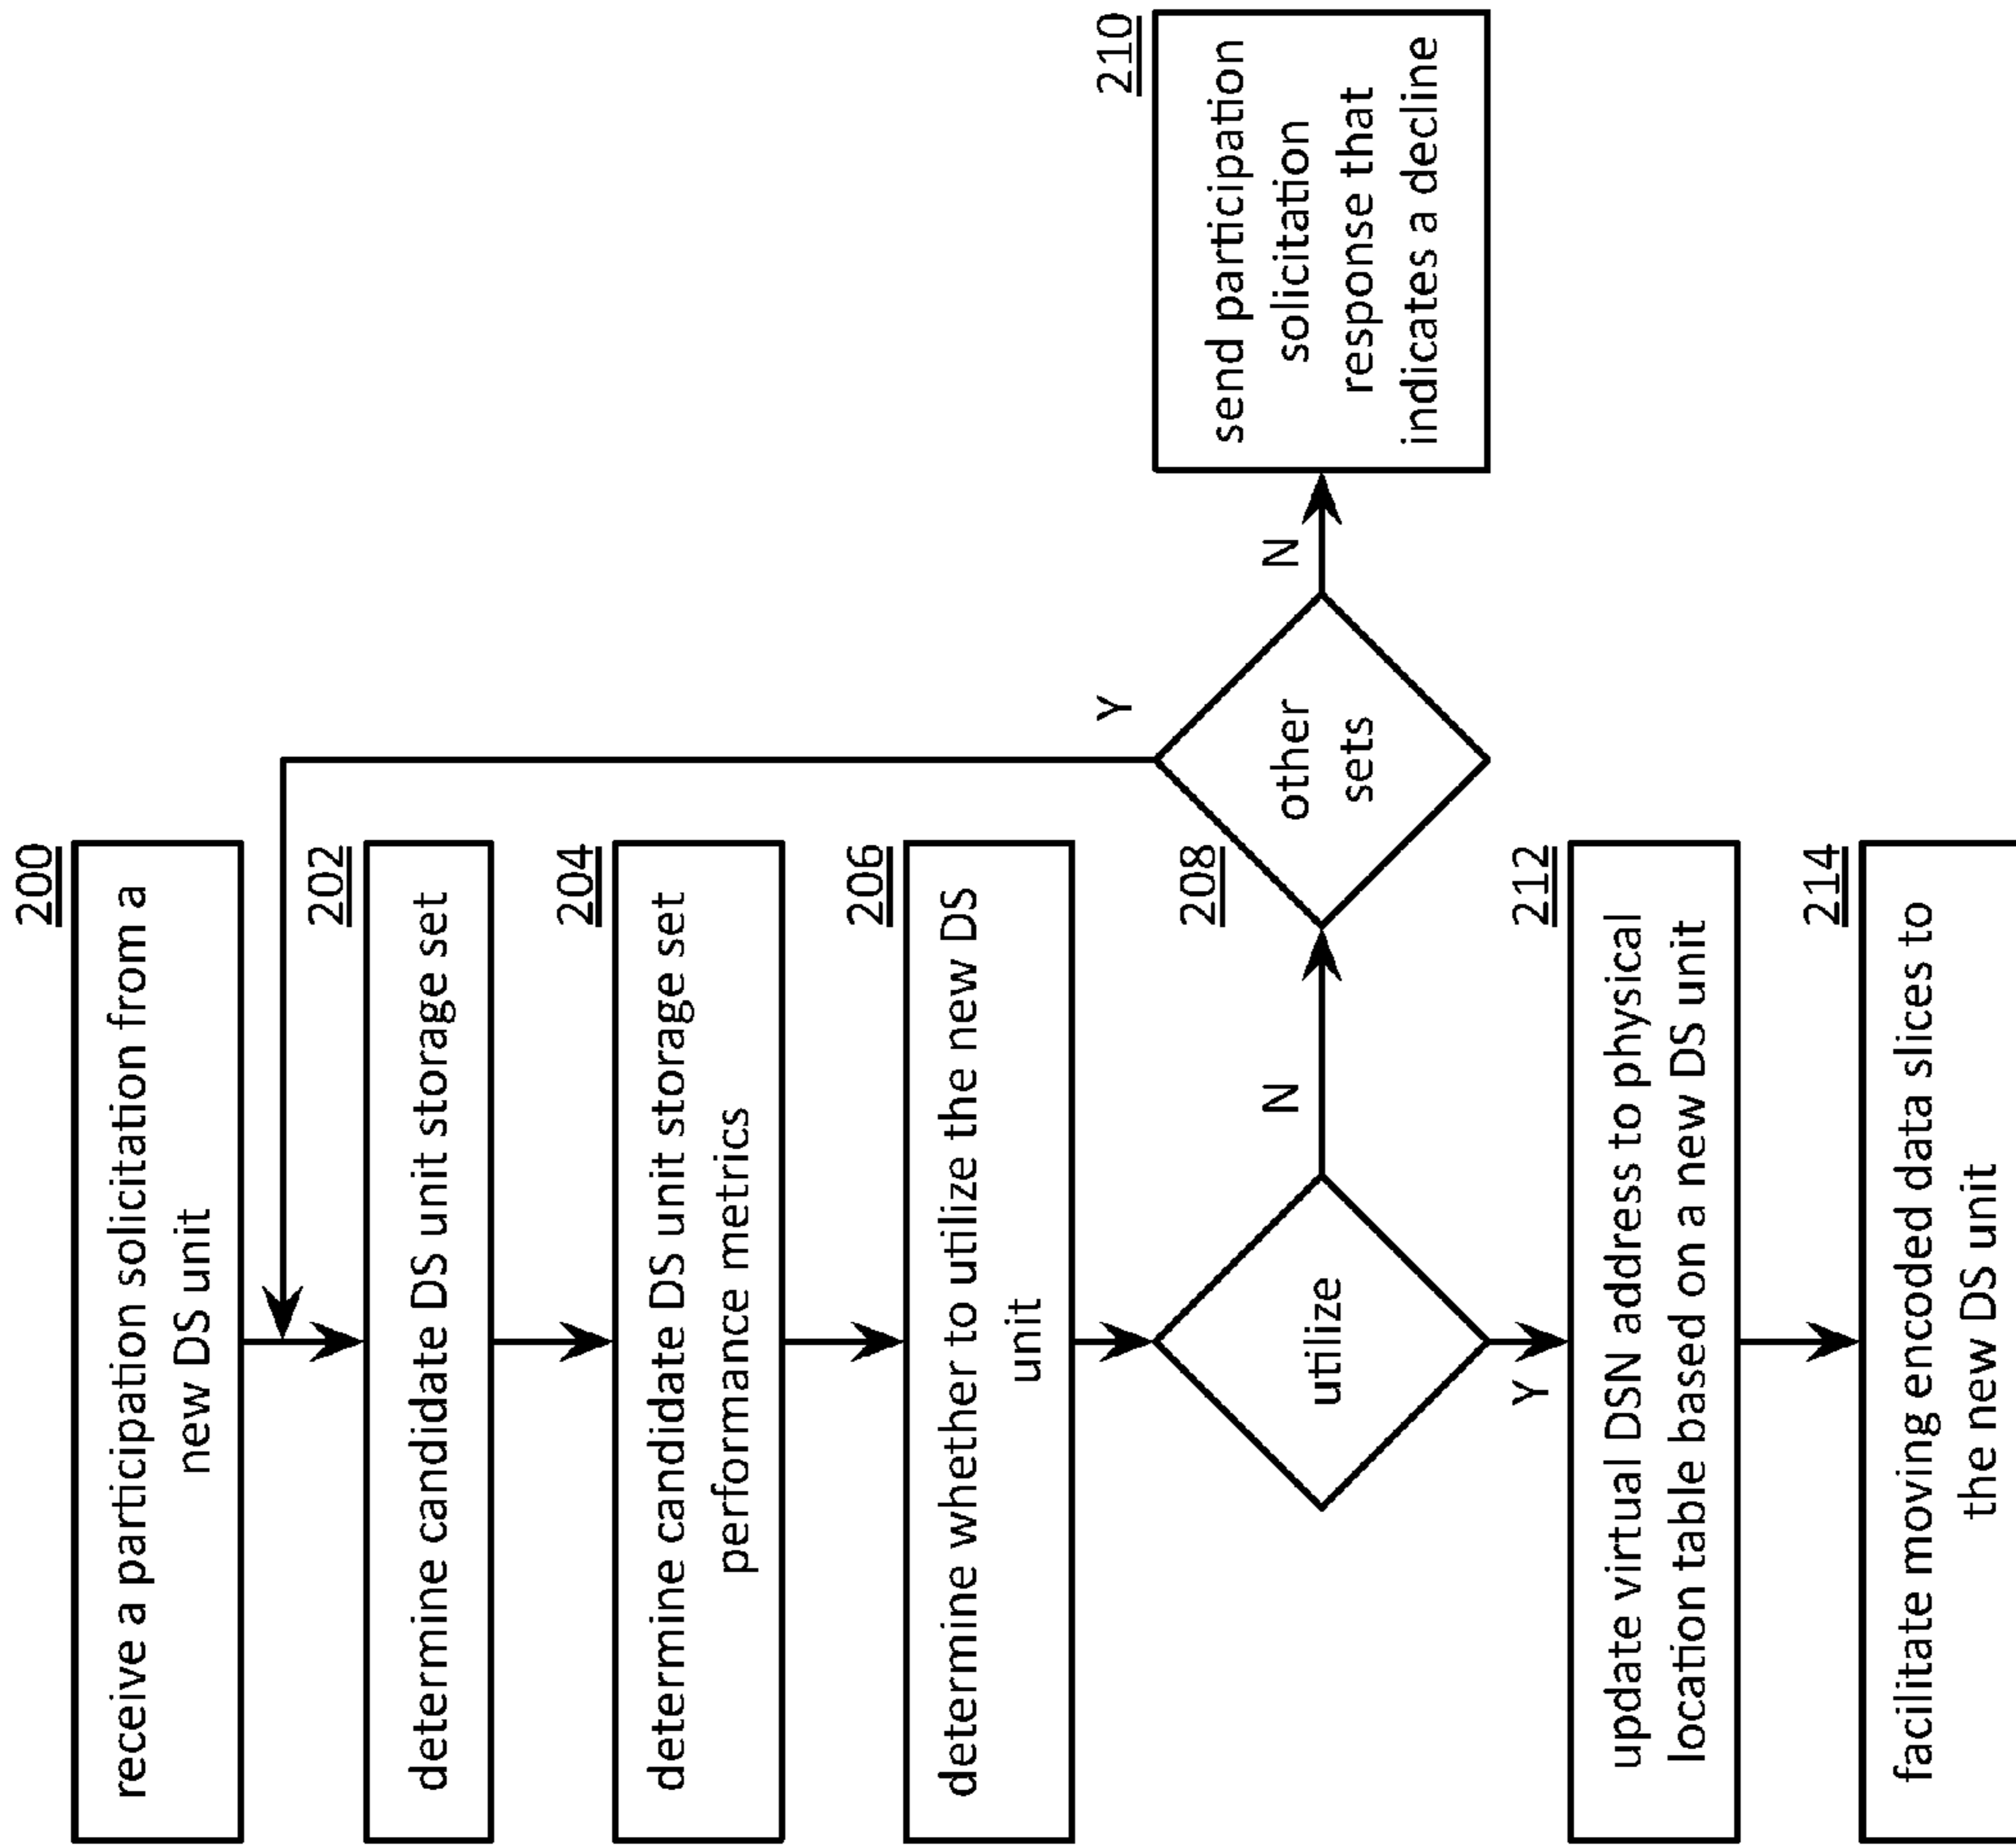 200
receive a participation solicitation from a
new DS unit
202
determine candidate DS unit storage set
204
determine candidate DS unit storage set
performance metrics
206
determine whether to utilize the new DS
unit
utilize
N
Y
208
other
sets
Y
N
210
send participation
solicitation
response that
indicates a decline
212
update virtual DSN address to physical
location table based on a new DS unit
214
facilitate moving encoded data slices to
the new DS unit